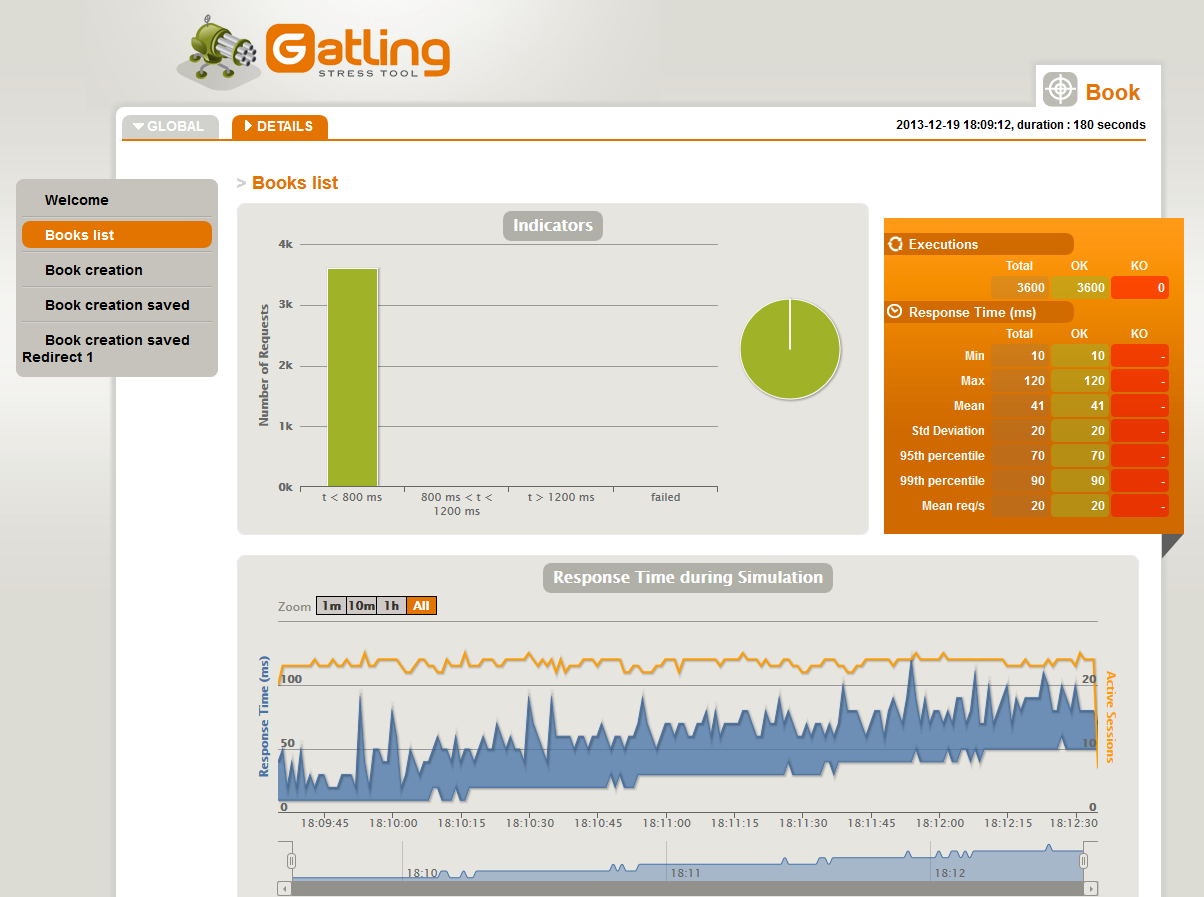 Gatling
STRESS TOOL
Book
GLOBAL
DETAILS
2013-12-19 18:09:12, duration : 180 seconds
Welcome
Books list
Book creation
Book creation saved
Book creation saved
Redirect 1
> Books list
Indicators
Number of Requests
4k
3k
2k
1k
0k
t < 800 ms
800 ms < t <
1200 ms
t > 1200 ms
failed
Executions
Total OK KO
3600 3600 0
Response Time (ms)
Total OK KO
Min 10 10 -
Max 120 120 -
Mean 41 41 -
Std Deviation 20 20 -
95th percentile 70 70 -
99th percentile 90 90 -
Mean req/s 20 20 -
Response Time during Simulation
Zoom 1m 10m 1h All
Response Time (ms)
100
50
0
20
10
0
Active Sessions
18:09:45 18:10:00 18:10:15 18:10:30 18:10:45 18:11:00 18:11:15 18:11:30 18:11:45 18:12:00 18:12:15 18:12:30
18:10 18:11 18:12